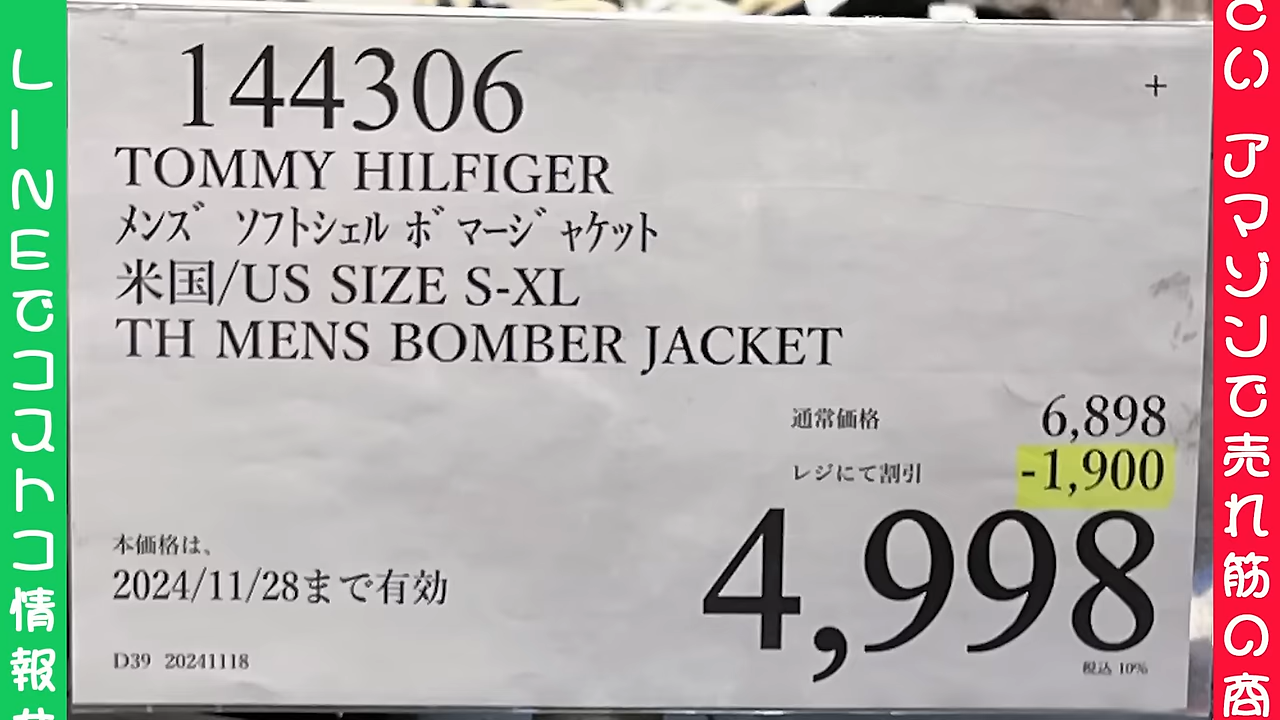 144306
+
TOMMY HILFIGER
メンズ ソフトシェル ボマージャケット
米国/US SIZE S-XL
TH MENS BOMBER JACKET
通常価格 6,898
レジにて割引 -1,900
4,998
税込 10%
本価格は、
2024/11/28まで有効
D39 20241118
LINEでコストコ情報
さい アマゾンで売れ筋の商